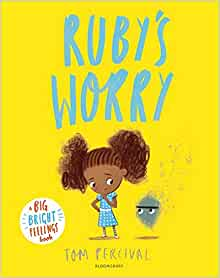 RUBY'S
WORRY
A
BIG
BRIGHT
FEELINGS
book
TOM PERCIVAL
BLOOMSBURY